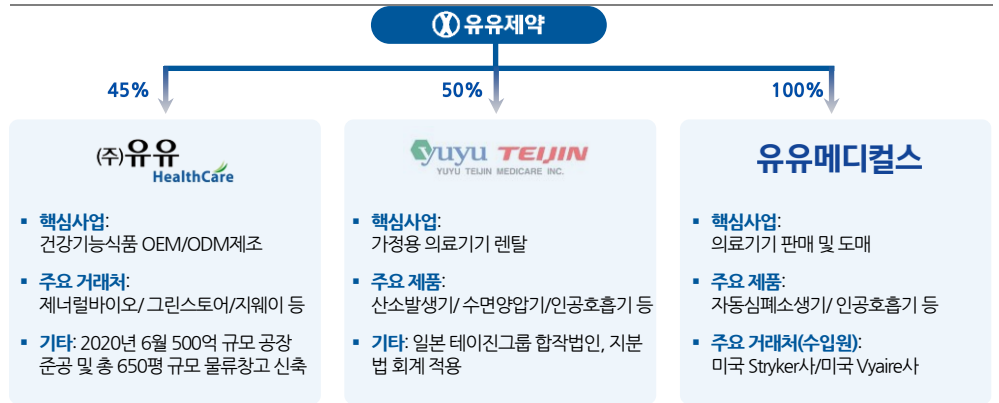 유유제약
45%
50%
100%
(주)유유
HealthCare
▪ 핵심사업:
건강기능식품 OEM/ODM제조
▪ 주요 거래처:
제너럴바이오/ 그린스토어/지웨이 등
▪ 기타: 2020년 6월 500억 규모 공장
준공 및 총 650평 규모 물류창고 신축
yuyu TEIJIN
YUYU TEIJIN MEDICARE INC.
▪ 핵심사업:
가정용 의료기기 렌탈
▪ 주요 제품:
산소발생기/ 수면양압기/인공호흡기 등
▪ 기타: 일본 테이진그룹 합작법인, 지분
법 회계 적용
유유메디컬스
▪ 핵심사업:
의료기기 판매 및 도매
▪ 주요 제품:
자동심폐소생기/ 인공호흡기 등
▪ 주요 거래처(수입원):
미국 Stryker사/미국 Vyaire사